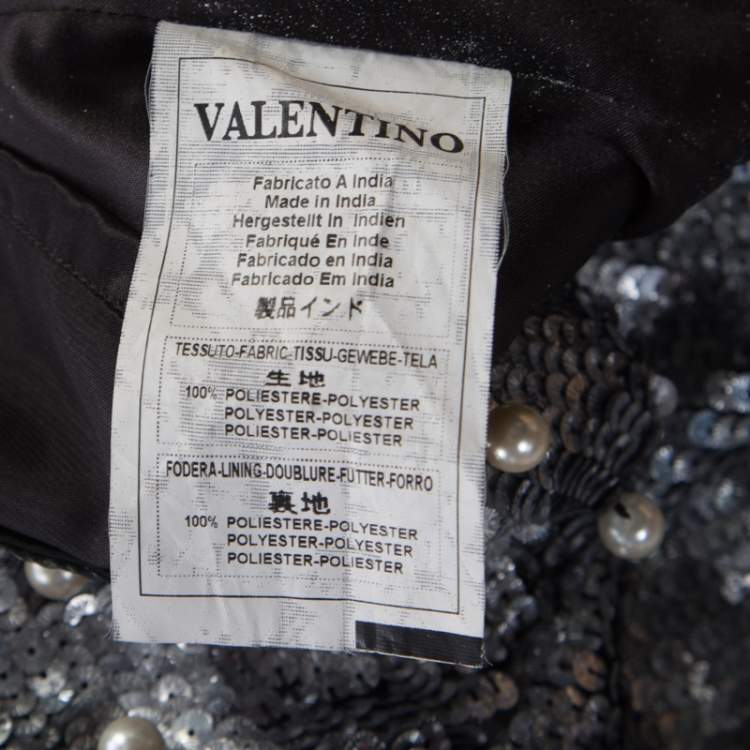 VALENTINO
Fabricato A India
Made in India
Hergestellt In Indien
Fabriqué En Inde
Fabricado en India
Fabricado Em India
製品インド
TESSUTO-FABRIC-TISSU-GEWEBE-TELA
生地
100% POLIESTERE-POLYESTER
POLYESTER-POLYESTER
POLIESTER-POLIESTER
FODERA-LINING-DOUBLURE-FUTTER-FORRO
裏地
100% POLIESTERE-POLYESTER
POLYESTER-POLYESTER
POLIESTER-POLIESTER